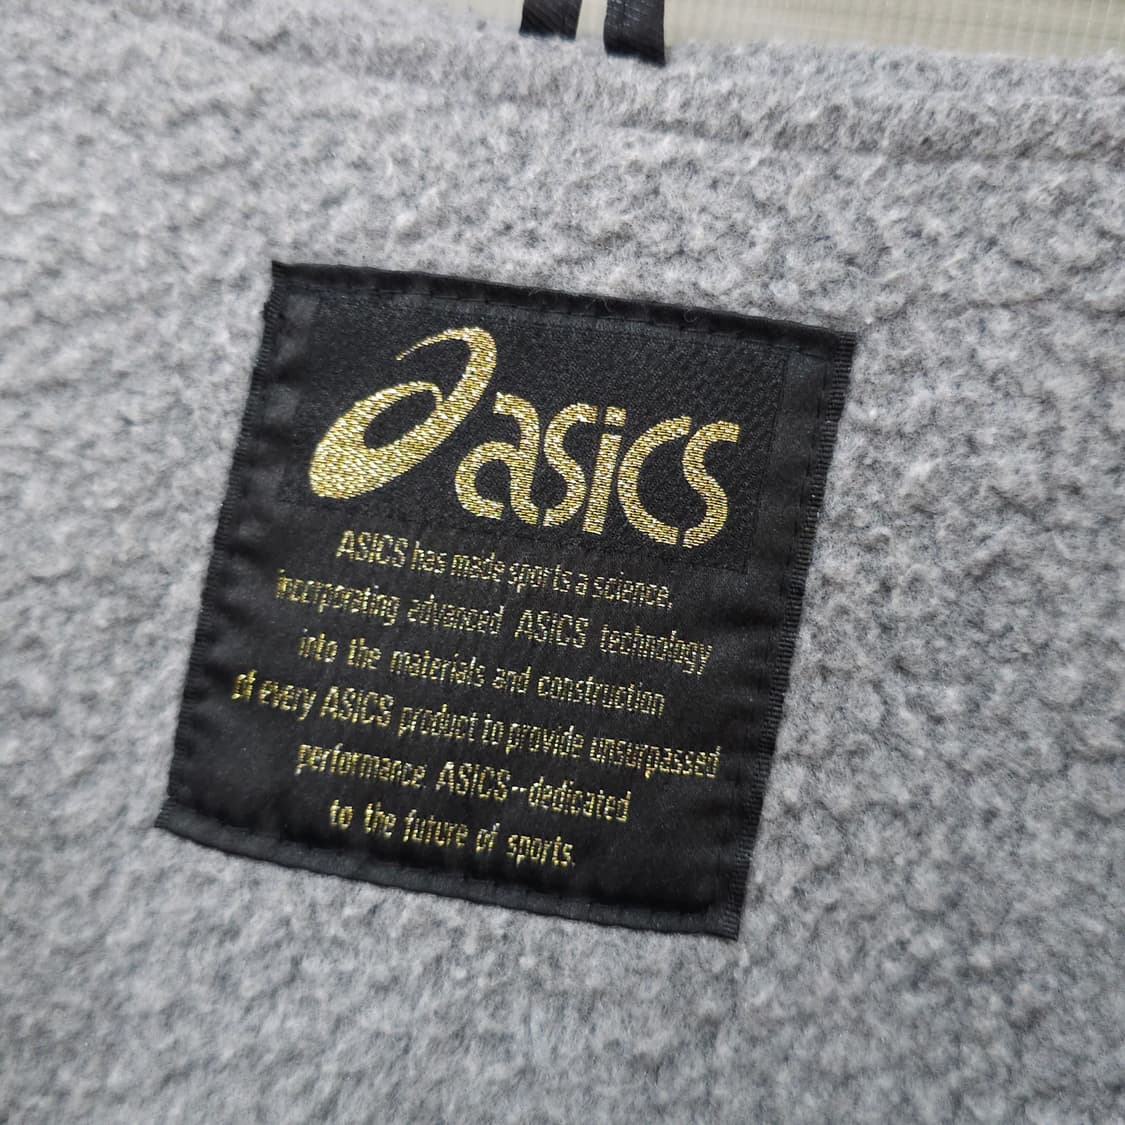 asics
ASICS has made sports a science,
incorporating advanced ASICS technology
into the materials and construction
of every ASICS product to provide unsurpassed
performance. ASICS--dedicated
to the future of sports.